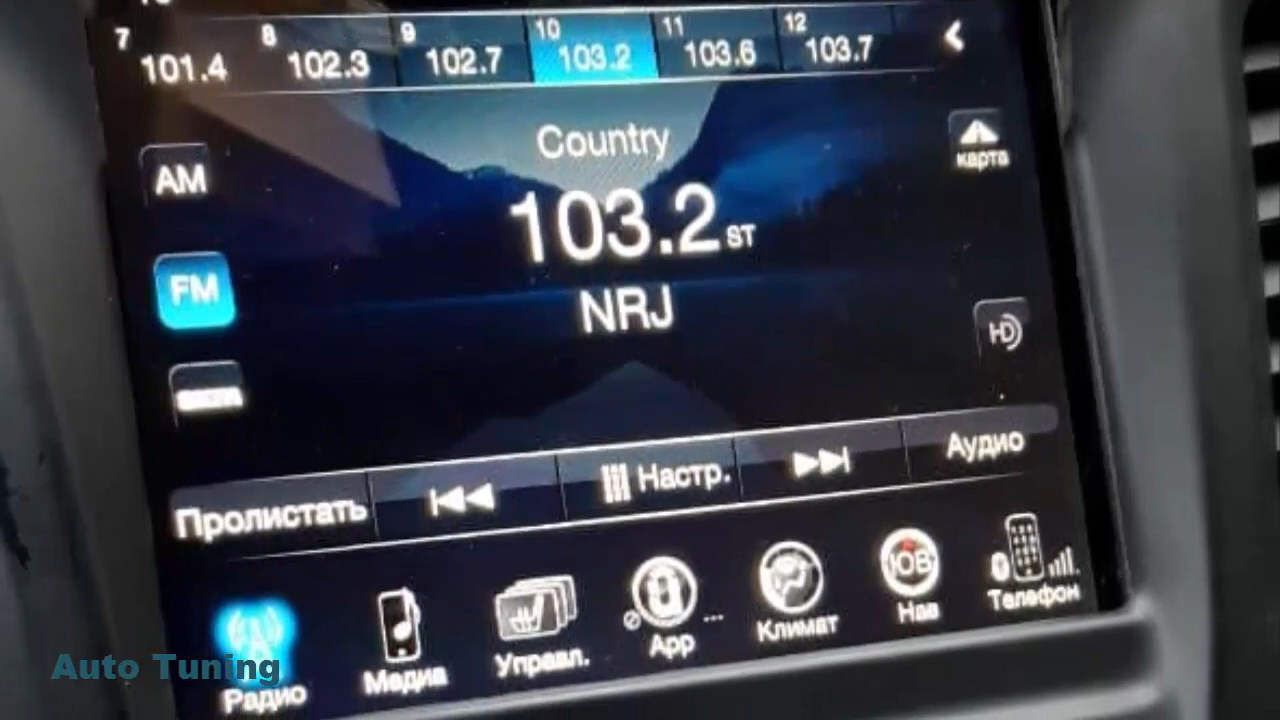 7 8 9 10 11 12
101.4 102.3 102.7 103.2 103.6 103.7
Country
AM
карта
103.2 ST
FM
NRJ
HD
Пролистать Настр. Аудио
ЮВ
Радио Медиа Управл. App ... Климат Нав Телефон
Auto Tuning